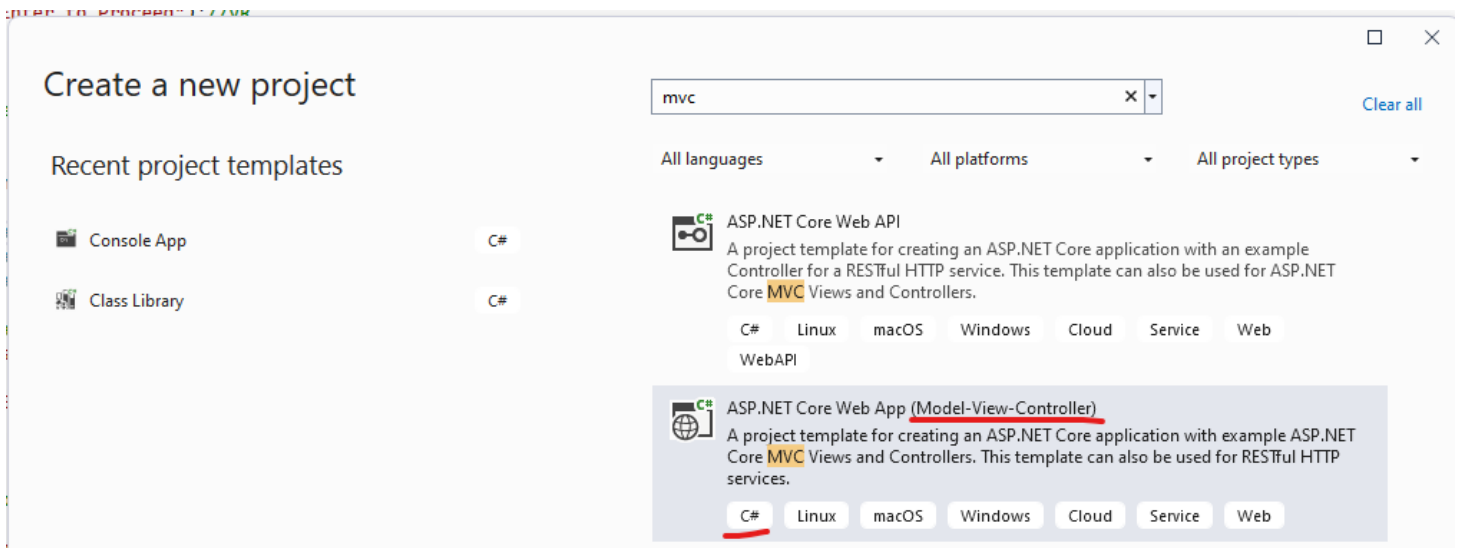 Create a new project
mvc
Clear all
Recent project templates
All languages
All platforms
All project types
Console App
C#
Class Library
C#
ASP.NET Core Web API
A project template for creating an ASP.NET Core application with an example
Controller for a RESTful HTTP service. This template can also be used for ASP.NET
Core MVC Views and Controllers.
C# Linux macOS Windows Cloud Service Web
WebAPI
ASP.NET Core Web App (Model-View-Controller)
A project template for creating an ASP.NET Core application with example ASP.NET
Core MVC Views and Controllers. This template can also be used for RESTful HTTP
services.
C# Linux macOS Windows Cloud Service Web